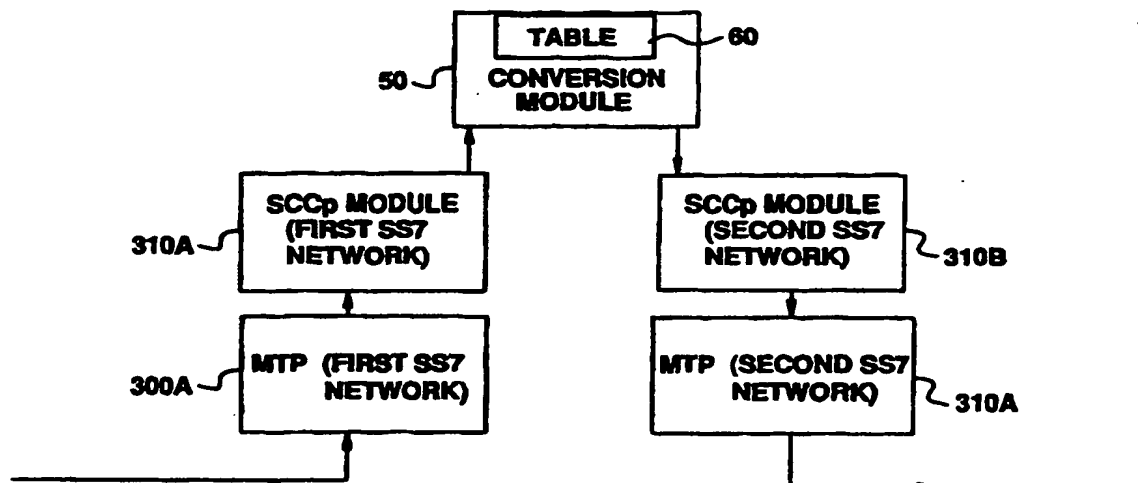 TABLE
60
50
CONVERSION
MODULE
SCCp MODULE
(FIRST SS7
NETWORK)
310A
SCCp MODULE
(SECOND SS7
NETWORK)
310B
MTP (FIRST SS7
NETWORK)
300A
MTP (SECOND SS7
NETWORK)
310A